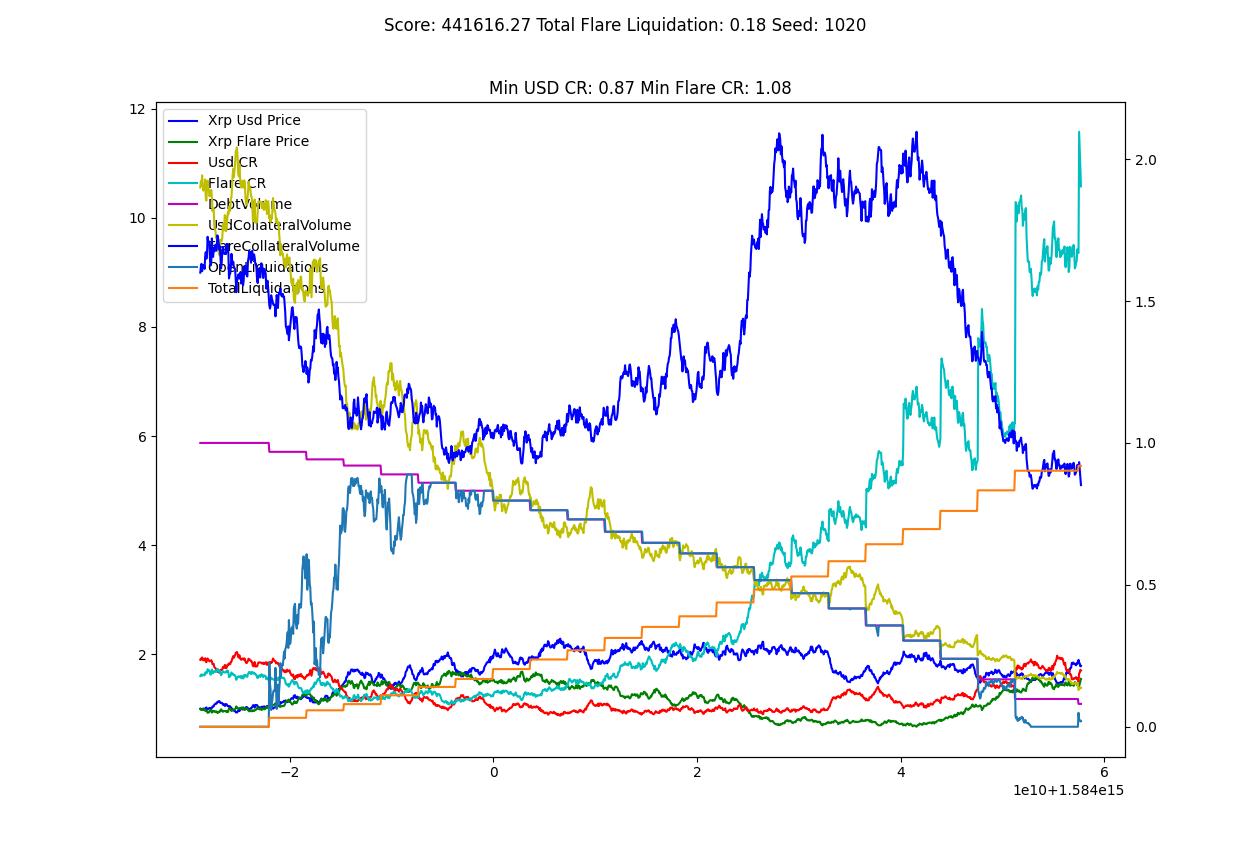 Score: 441616.27 Total Flare Liquidation: 0.18 Seed: 1020
Min USD CR: 0.87 Min Flare CR: 1.08
Xrp Usd Price
Xrp Flare Price
Usd CR
Flare CR
DebtVolume
UsdCollateralVolume
FlareCollateralVolume
OpenLiquidations
TotalLiquidations
12
10
8
6
4
2
2.0
1.5
1.0
0.5
0.0
−2
0
2
4
6
1e10+1.584e15